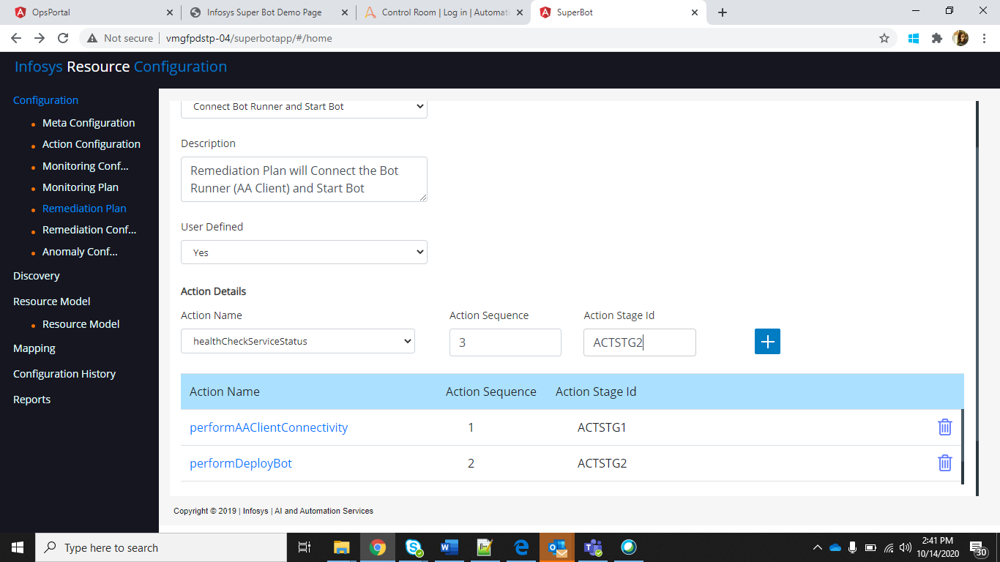 OpsPortal
Infosys Super Bot Demo Page
Control Room | Log in | Automati
SuperBot
Not secure
vmgfpdstp-04/superbotapp/#/home
Infosys Resource Configuration
Configuration
Meta Configuration
Action Configuration
Monitoring Conf...
Monitoring Plan
Remediation Plan
Remediation Conf...
Anomaly Conf...
Discovery
Resource Model
Resource Model
Mapping
Configuration History
Reports
Connect Bot Runner and Start Bot
Description
Remediation Plan will Connect the Bot
Runner (AA Client) and Start Bot
User Defined
Yes
Action Details
Action Name Action Sequence Action Stage Id
healthCheckServiceStatus 3 ACTSTG2
Action Name Action Sequence Action Stage Id
performAAClientConnectivity 1 ACTSTG1
performDeployBot 2 ACTSTG2
Copyright © 2019 | Infosys | AI and Automation Services
Type here to search
2:41 PM
10/14/2020
30